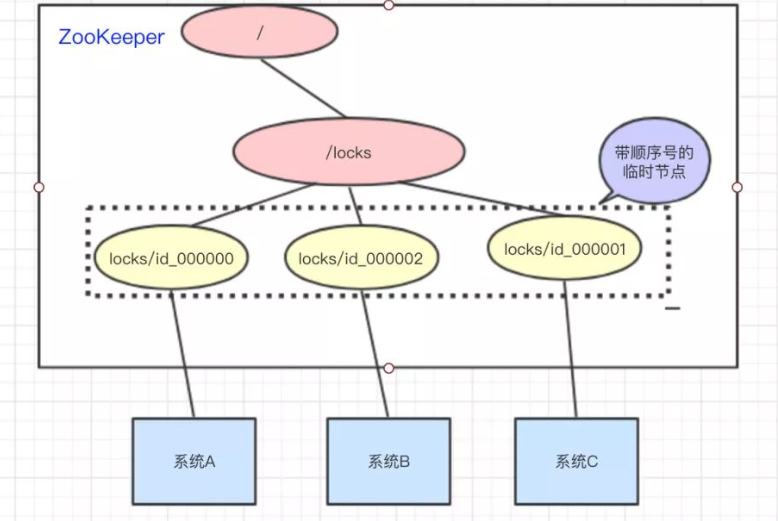 ZooKeeper
/
/locks
带顺序号的
临时节点
locks/id_000000
locks/id_000002
locks/id_000001
系统A
系统B
系统C